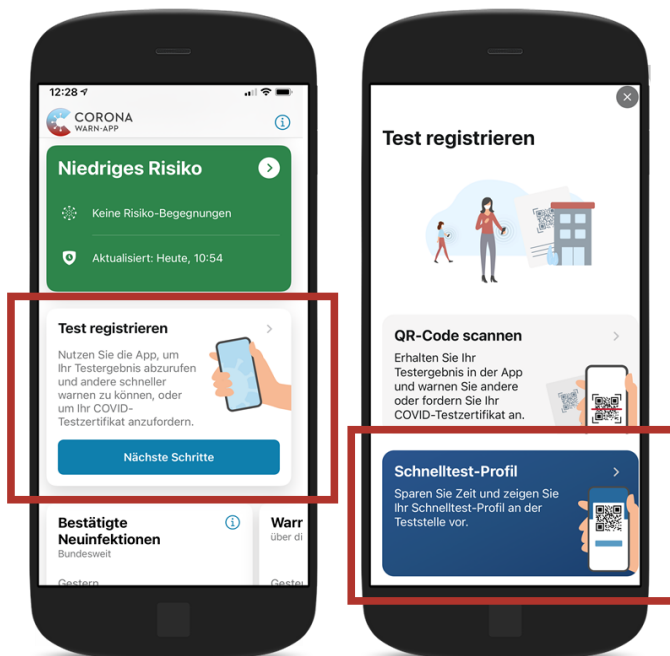 12:28
CORONA
WARN-APP
Niedriges Risiko
Keine Risiko-Begegnungen
Aktualisiert: Heute, 10:54
Test registrieren
Nutzen Sie die App, um
Ihr Testergebnis abzurufen
und andere schneller
warnen zu können, oder
um Ihr COVID-
Testzertifikat anzufordern.
Nächste Schritte
Bestätigte
Neuinfektionen
Bundesweit
Gestern
Warr
über di
Geste
Test registrieren
QR-Code scannen
Erhalten Sie Ihr
Testergebnis in der App
und warnen Sie andere
oder fordern Sie Ihr
COVID-Testzertifikat an.
Schnelltest-Profil
Sparen Sie Zeit und zeigen Sie
Ihr Schnelltest-Profil an der
Teststelle vor.